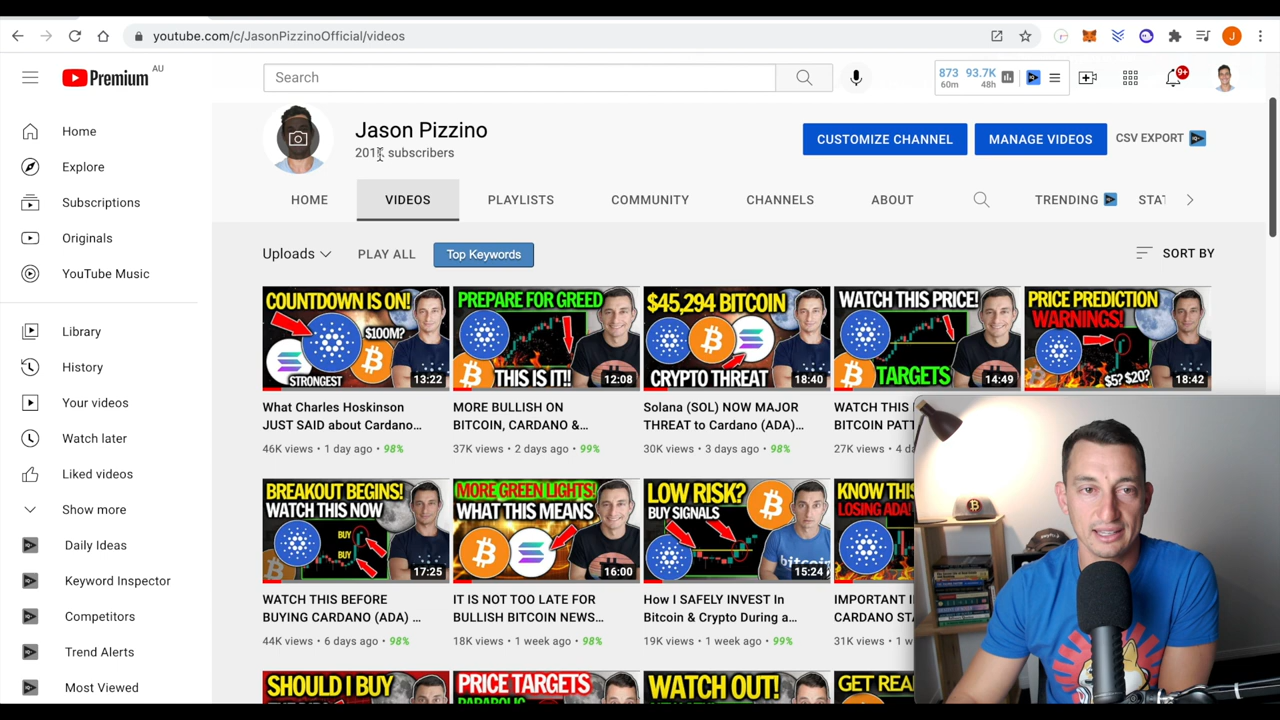 youtube.com/c/JasonPizzinoOfficial/videos
J
Premium AU
Search
873 93.7K
60m 48h
9+
Home
Explore
Subscriptions
Originals
YouTube Music
Library
History
Your videos
Watch later
Liked videos
Show more
Daily Ideas
Keyword Inspector
Competitors
Trend Alerts
Most Viewed
Jason Pizzino
subscribers
CUSTOMIZE CHANNEL
MANAGE VIDEOS
CSV EXPORT
HOME
VIDEOS
PLAYLISTS
COMMUNITY
CHANNELS
ABOUT
TRENDING
Uploads
PLAY ALL
Top Keywords
SORT BY
COUNTDOWN IS ON!
$100M?
STRONGEST
13:22
PREPARE FOR GREED
THIS IS IT!!
12:08
$45,294 BITCOIN
CRYPTO THREAT
18:40
WATCH THIS PRICE!
TARGETS
14:49
PRICE PREDICTION
WARNINGS!
$5? $20?
18:42
What Charles Hoskinson
JUST SAID about Cardano...
46K views • 1 day ago • 98%
MORE BULLISH ON
BITCOIN, CARDANO &...
37K views • 2 days ago • 99%
Solana (SOL) NOW MAJOR
THREAT to Cardano (ADA)...
30K views • 3 days ago • 98%
WATCH THIS
BITCOIN PATT
27K views • 4 d
BREAKOUT BEGINS!
WATCH THIS NOW
BUY
BUY
17:25
MORE GREEN LIGHTS!
WHAT THIS MEANS
16:00
LOW RISK?
BUY SIGNALS
bitcoin
15:24
KNOW THIS
LOSING ADA!
WATCH THIS BEFORE
BUYING CARDANO (ADA) ...
44K views • 6 days ago • 98%
IT IS NOT TOO LATE FOR
BULLISH BITCOIN NEWS...
18K views • 1 week ago • 98%
How I SAFELY INVEST In
Bitcoin & Crypto During a...
19K views • 1 week ago • 99%
IMPORTANT
CARDANO STA
31K views • 1 w
SHOULD I BUY
PRICE TARGETS
WATCH OUT!
GET REA